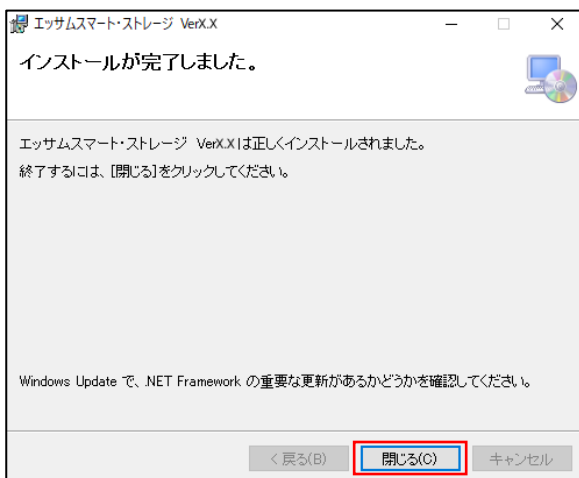 エッサムスマート・ストレージ VerX.X
インストールが完了しました。
エッサムスマート・ストレージ VerX.Xは正しくインストールされました。
終了するには、[閉じる]をクリックしてください。
Windows Update で、.NET Framework の重要な更新があるかどうかを確認してください。
< 戻る(B) 閉じる(C) キャンセル